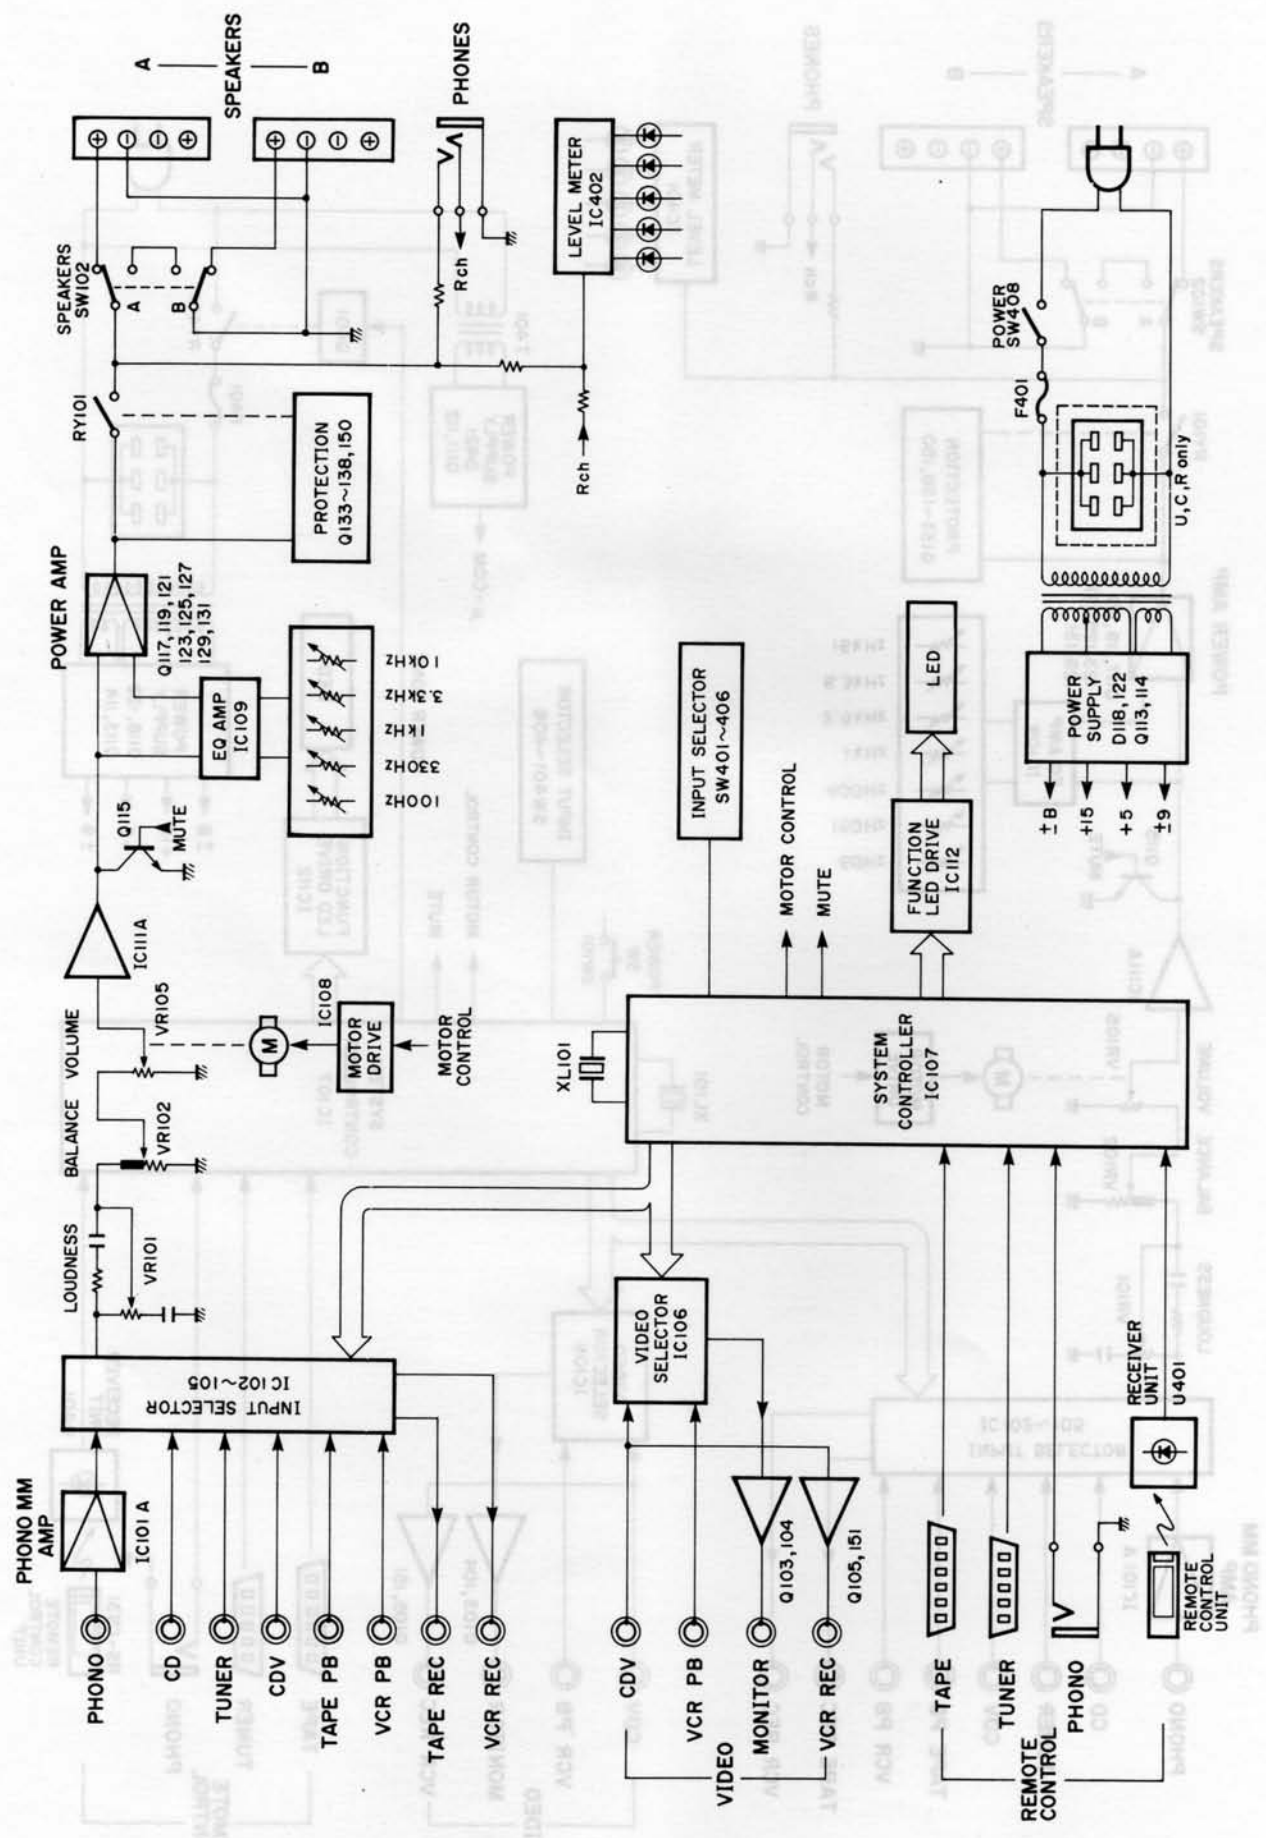 PHONO MM
AMP
IC101 A
PHONO
CD
TUNER
CDV
TAPE PB
VCR PB
TAPE REC
VCR REC
INPUT SELECTOR
IC102~105
LOUDNESS
VR101
BALANCE
VR102
VOLUME
VR105
M
IC108
MOTOR
DRIVE
MOTOR
CONTROL
IC111A
Q115
MUTE
EQ AMP
IC109
100Hz
330Hz
1kHz
3.3kHz
10kHz
POWER AMP
Q117,119,121
123,125,127
129,131
PROTECTION
Q133~138,150
RY101
SPEAKERS
SW102
A
B
SPEAKERS
A
B
PHONES
Rch
LEVEL METER
IC402
Rch
VIDEO
CDV
VCR PB
MONITOR
VCR REC
VIDEO
SELECTOR
IC106
Q103,104
Q105,151
XL101
SYSTEM
CONTROLLER
IC107
INPUT SELECTOR
SW401~406
MOTOR CONTROL
MUTE
FUNCTION
LED DRIVE
IC112
LED
REMOTE
CONTROL
TAPE
TUNER
PHONO
REMOTE
CONTROL
UNIT
RECEIVER
UNIT
U401
POWER
SUPPLY
D118,122
Q113,114
±B
+15
+5
±9
U,C,R only
F401
POWER
SW408